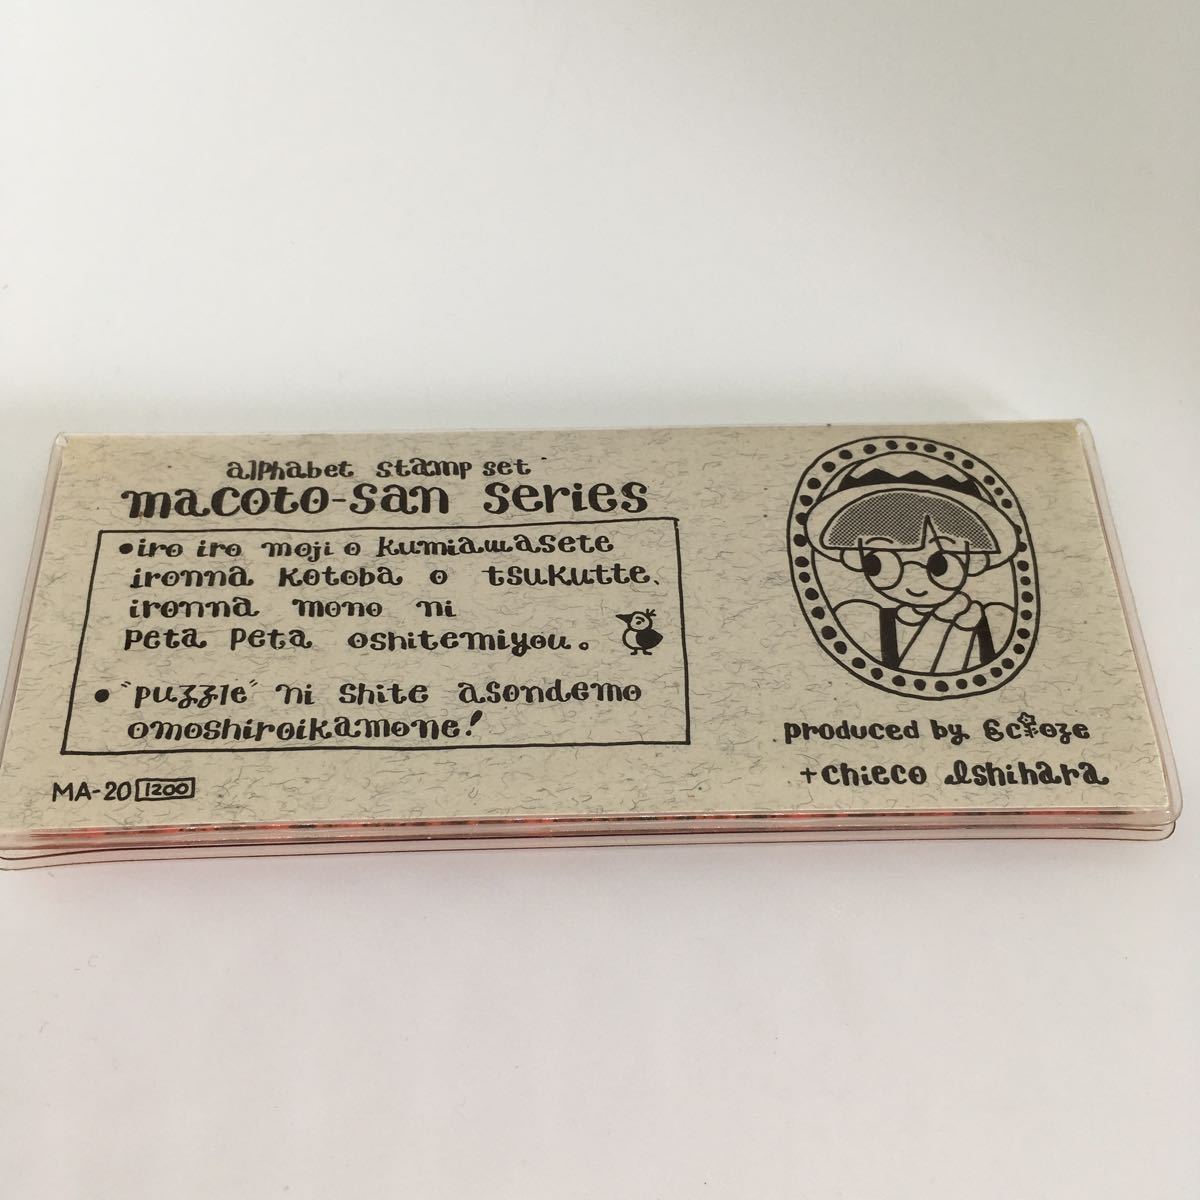 alphabet stamp set
macoto-san series
•iro iro moji o kumiawasete
ironna kotoba o tsukutte、
ironna mono ni
peta peta oshitemiyou。
• "puzzle" ni shite asondemo
omoshiroikamone!
MA-20 1200
produced by
+chieco Ishihara